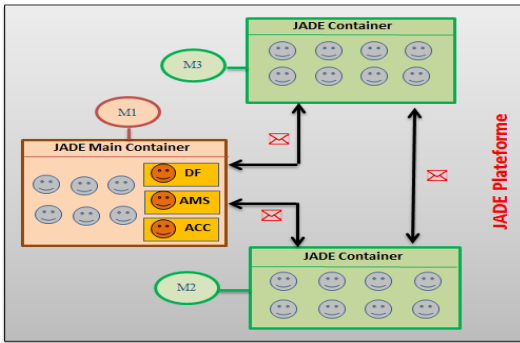 JADE Container
M3
M1
JADE Main Container
DF
AMS
ACC
JADE Plateforme
JADE Container
M2